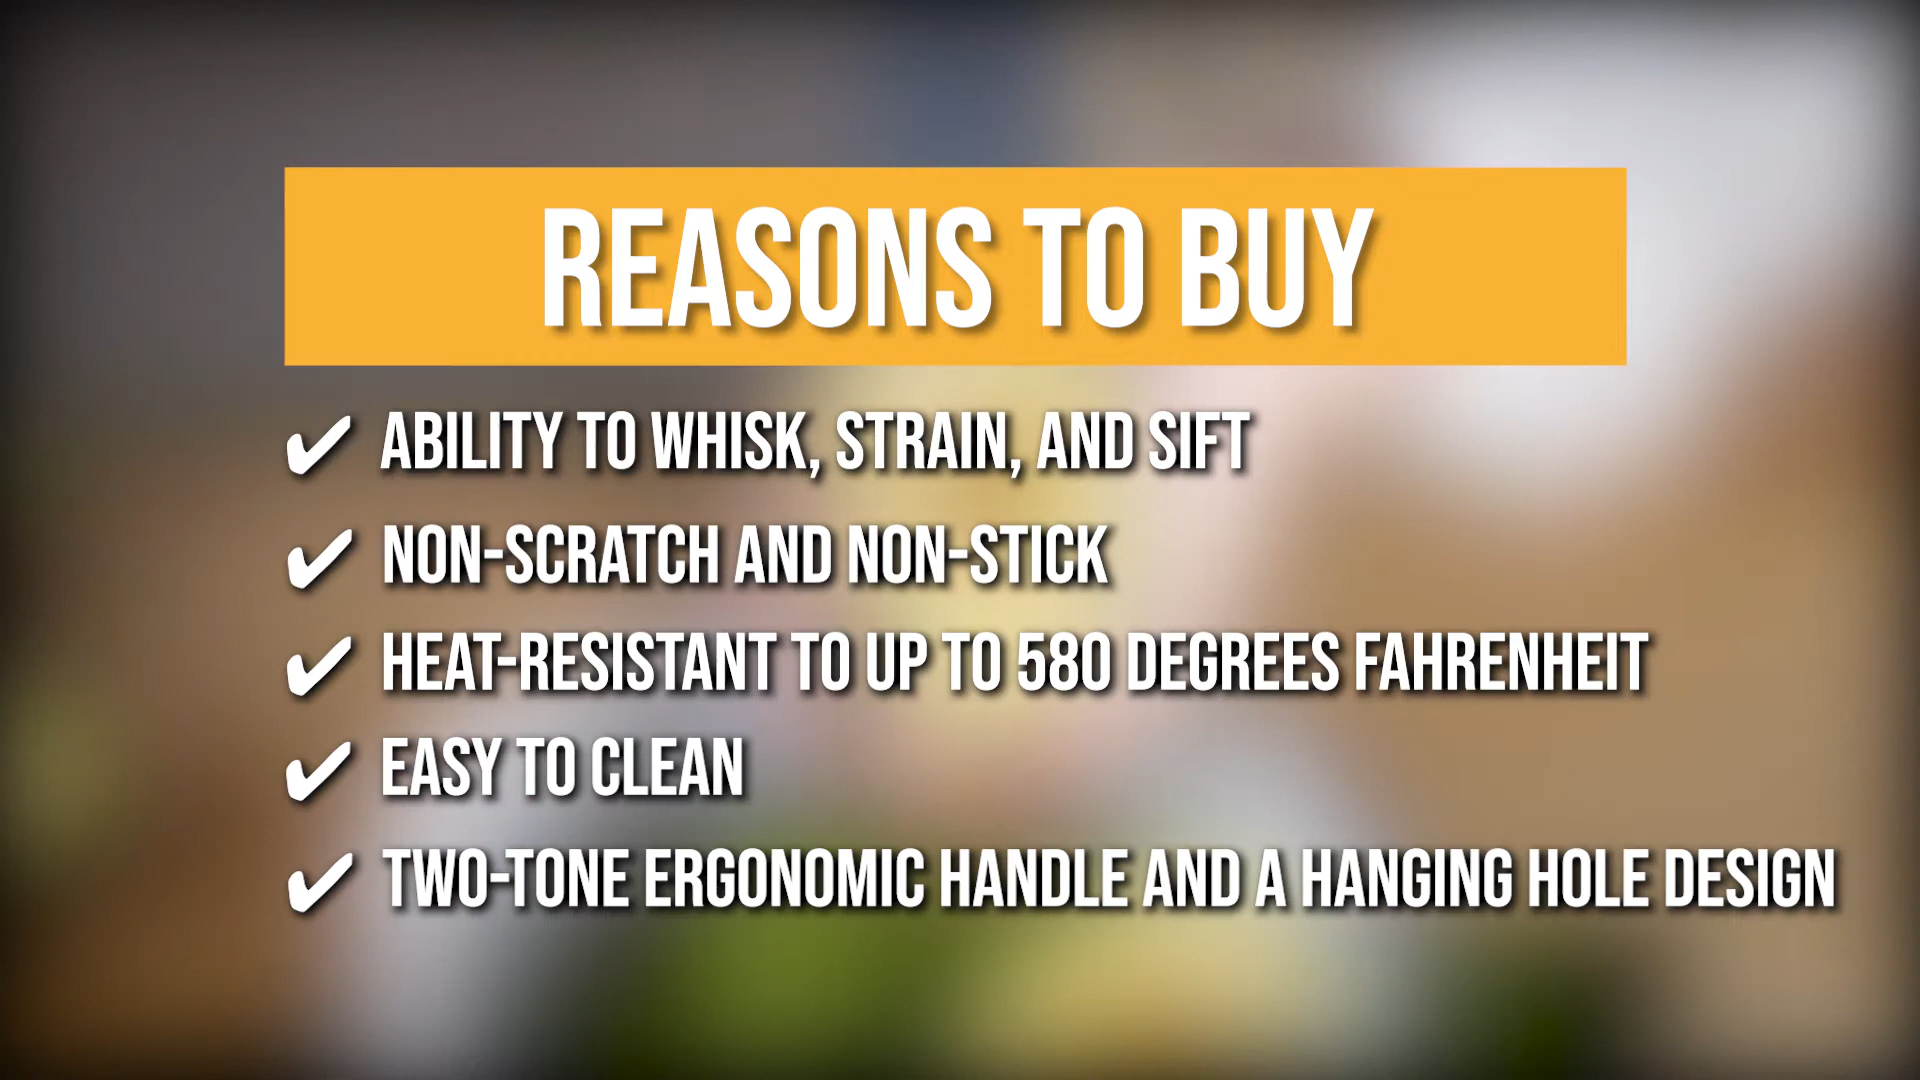 REASONS TO BUY
✔ ABILITY TO WHISK, STRAIN, AND SIFT
✔ NON-SCRATCH AND NON-STICK
✔ HEAT-RESISTANT TO UP TO 580 DEGREES FAHRENHEIT
✔ EASY TO CLEAN
✔ TWO-TONE ERGONOMIC HANDLE AND A HANGING HOLE DESIGN